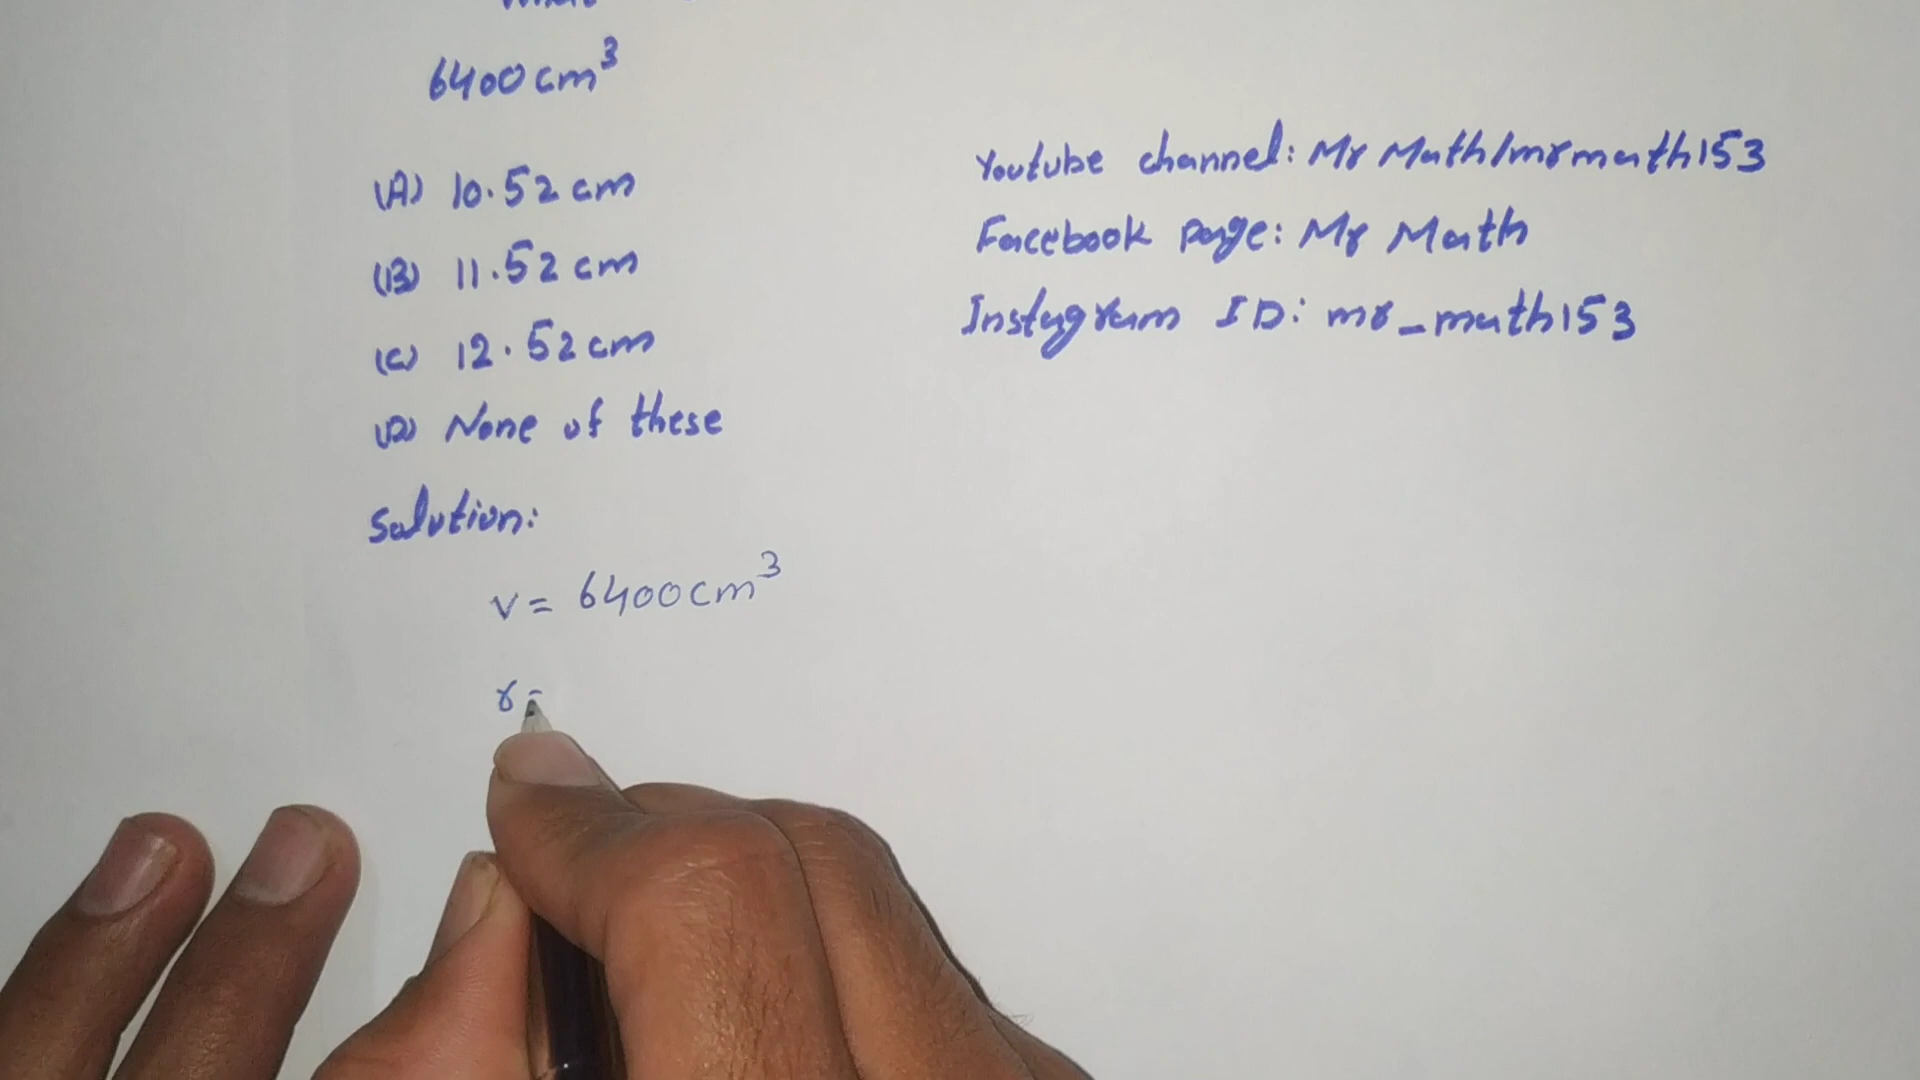 6400 cm³
(A) 10.52 cm
(B) 11.52 cm
(C) 12.52 cm
(D) None of these
Youtube channel: Mr Math/mrmath153
Facebook page: Mr Math
Instagram ID: mr_math153
Solution:
v = 6400 cm³
r =